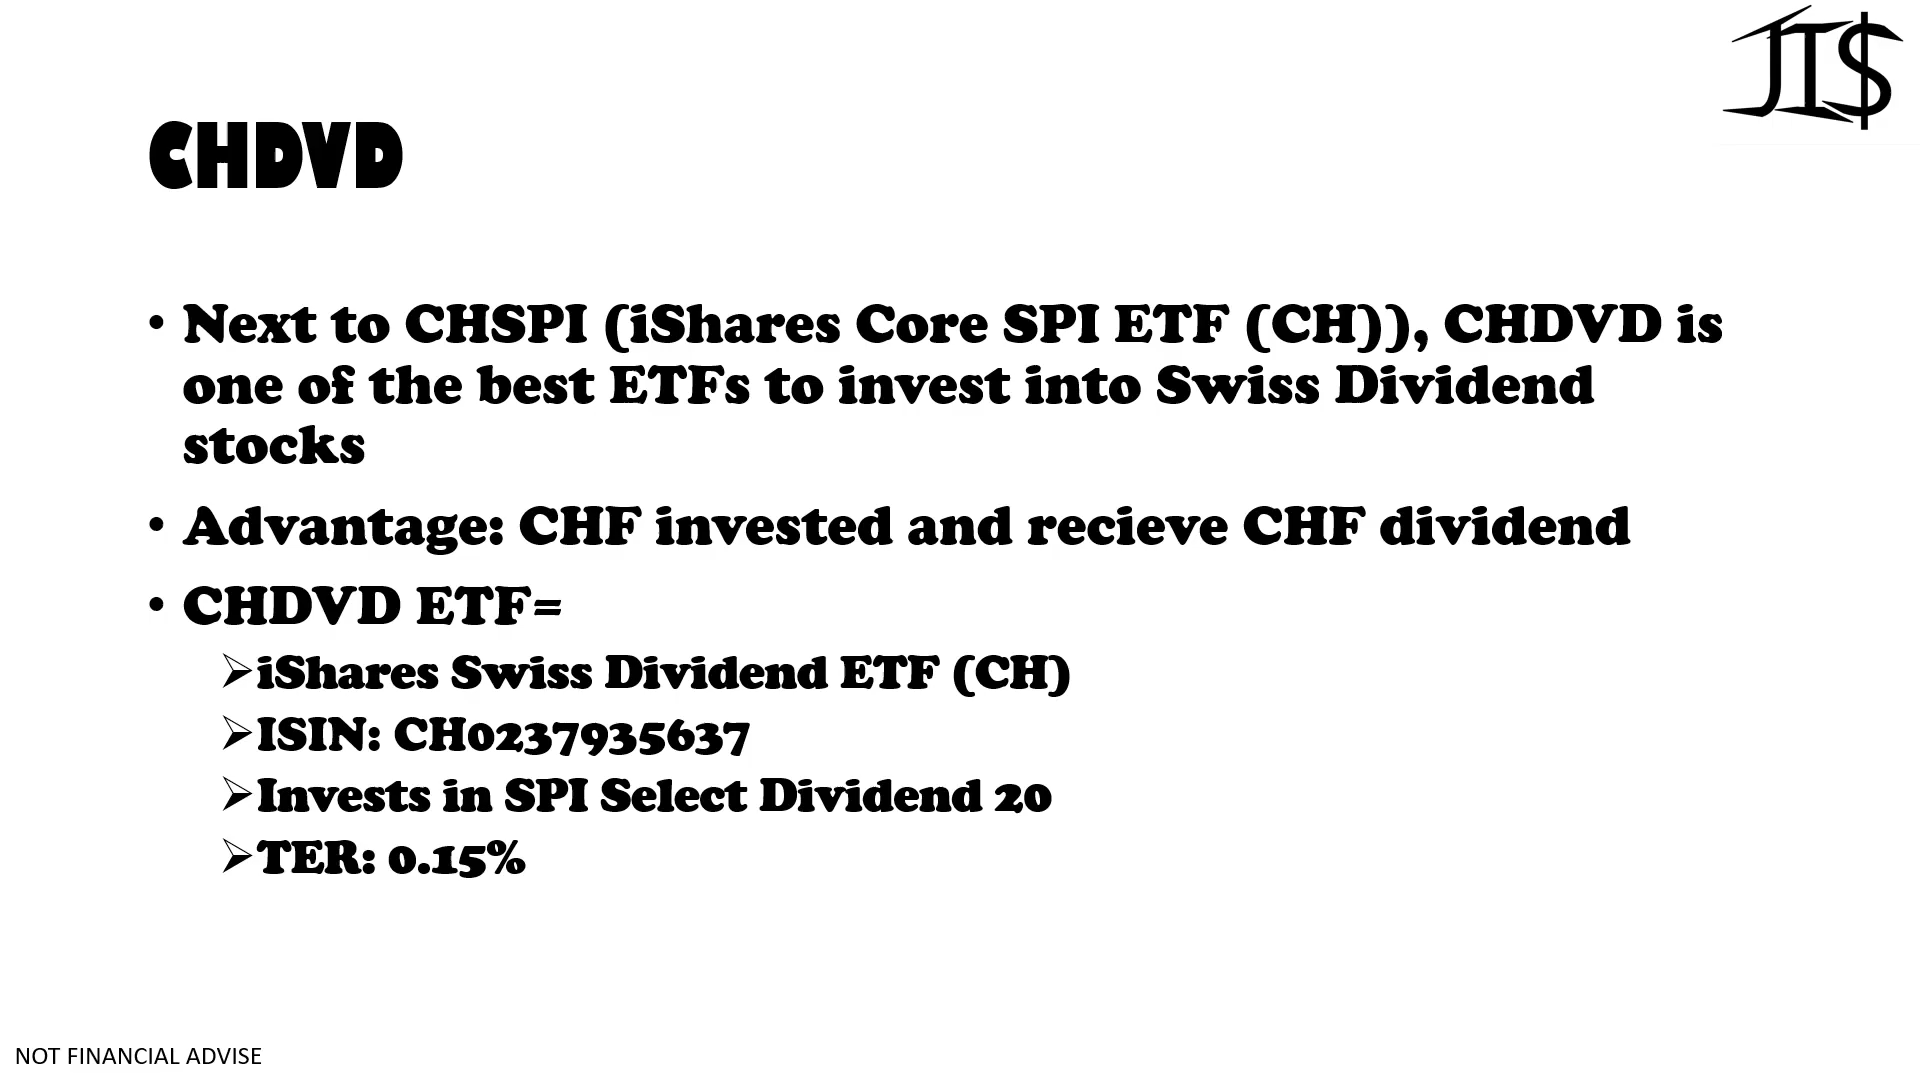 JI$
CHDVD
• Next to CHSPI (iShares Core SPI ETF (CH)), CHDVD is
one of the best ETFs to invest into Swiss Dividend
stocks
• Advantage: CHF invested and recieve CHF dividend
• CHDVD ETF=
➢iShares Swiss Dividend ETF (CH)
➢ISIN: CH0237935637
➢Invests in SPI Select Dividend 20
➢TER: 0.15%
NOT FINANCIAL ADVISE